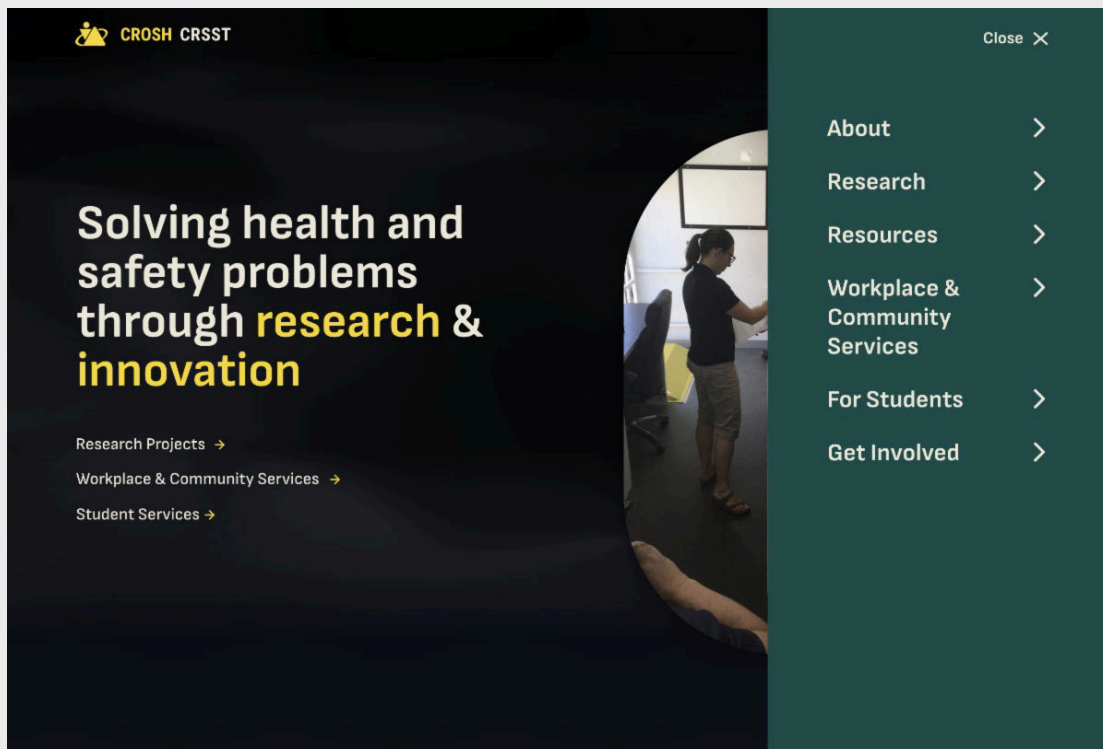 CROSH CRSST
Close
Solving health and
safety problems
through research &
innovation
Research Projects
Workplace & Community Services
Student Services
About
Research
Resources
Workplace &
Community
Services
For Students
Get Involved